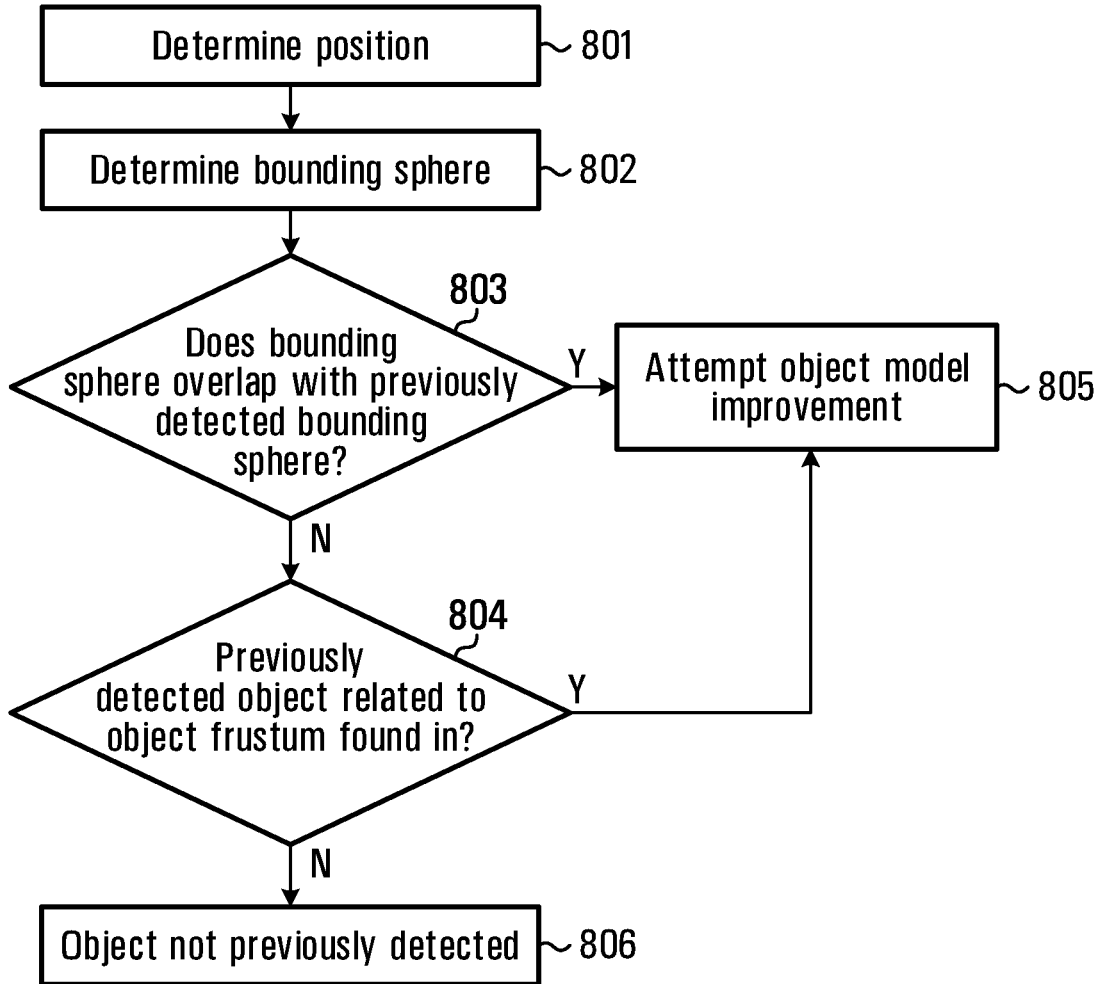 Determine position
801
Determine bounding sphere
802
803
Does bounding
sphere overlap with previously
detected bounding
sphere?
Y
Attempt object model
improvement
805
N
804
Previously
detected object related to
object frustum found in?
Y
N
Object not previously detected
806